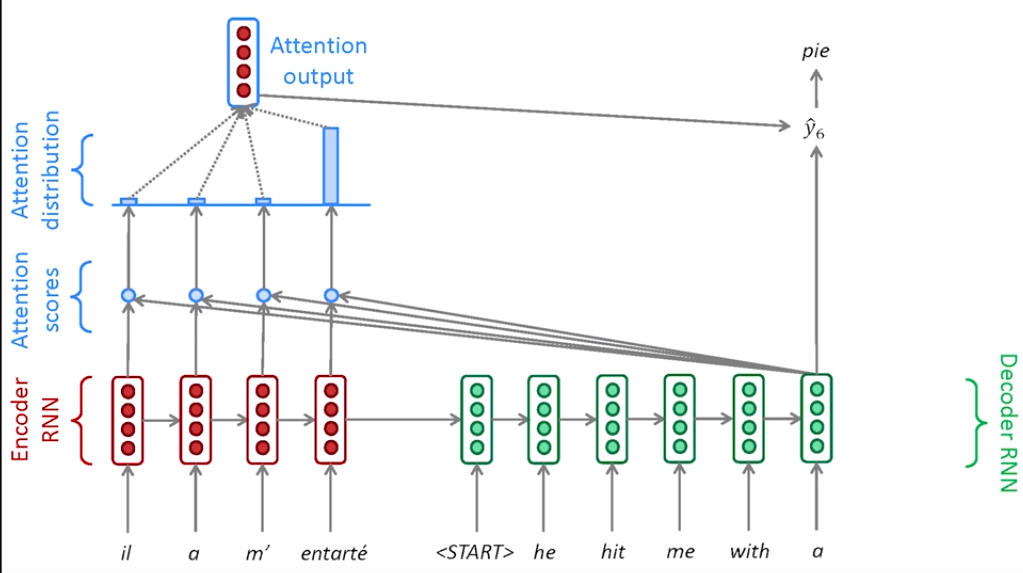 Attention
output
pie
ŷ₆
Attention
distribution
Attention
scores
Encoder
RNN
Decoder RNN
il a m’ entarté <START> he hit me with a